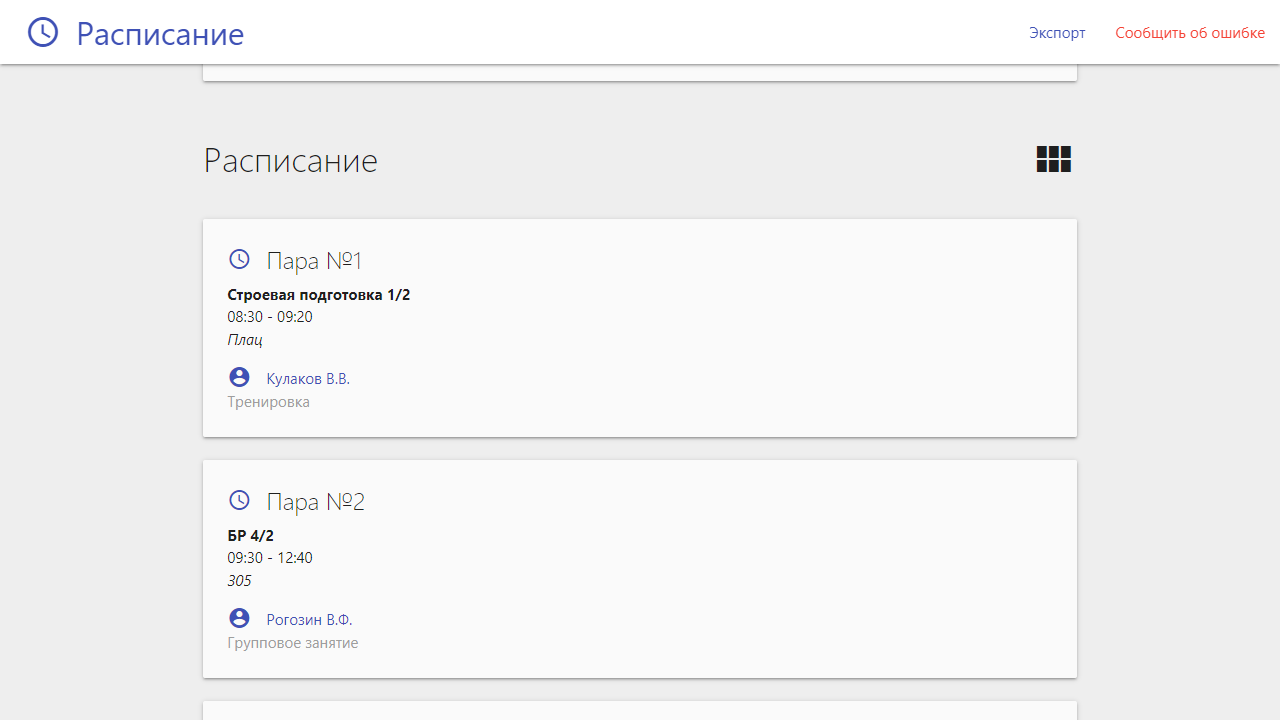 Расписание
Экспорт
Сообщить об ошибке
Расписание
Пара №1
Строевая подготовка 1/2
08:30 - 09:20
Плац
Кулаков В.В.
Тренировка
Пара №2
БР 4/2
09:30 - 12:40
305
Рогозин В.Ф.
Групповое занятие